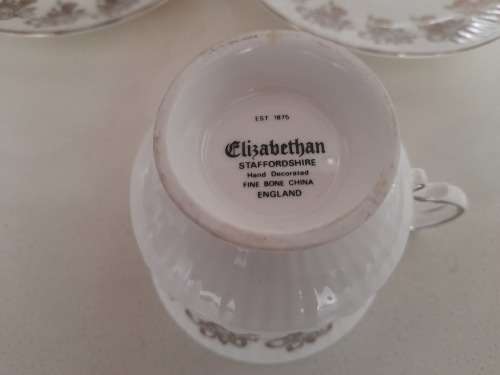 EST. 1875
Elizabethan
STAFFORDSHIRE
Hand Decorated
FINE BONE CHINA
ENGLAND